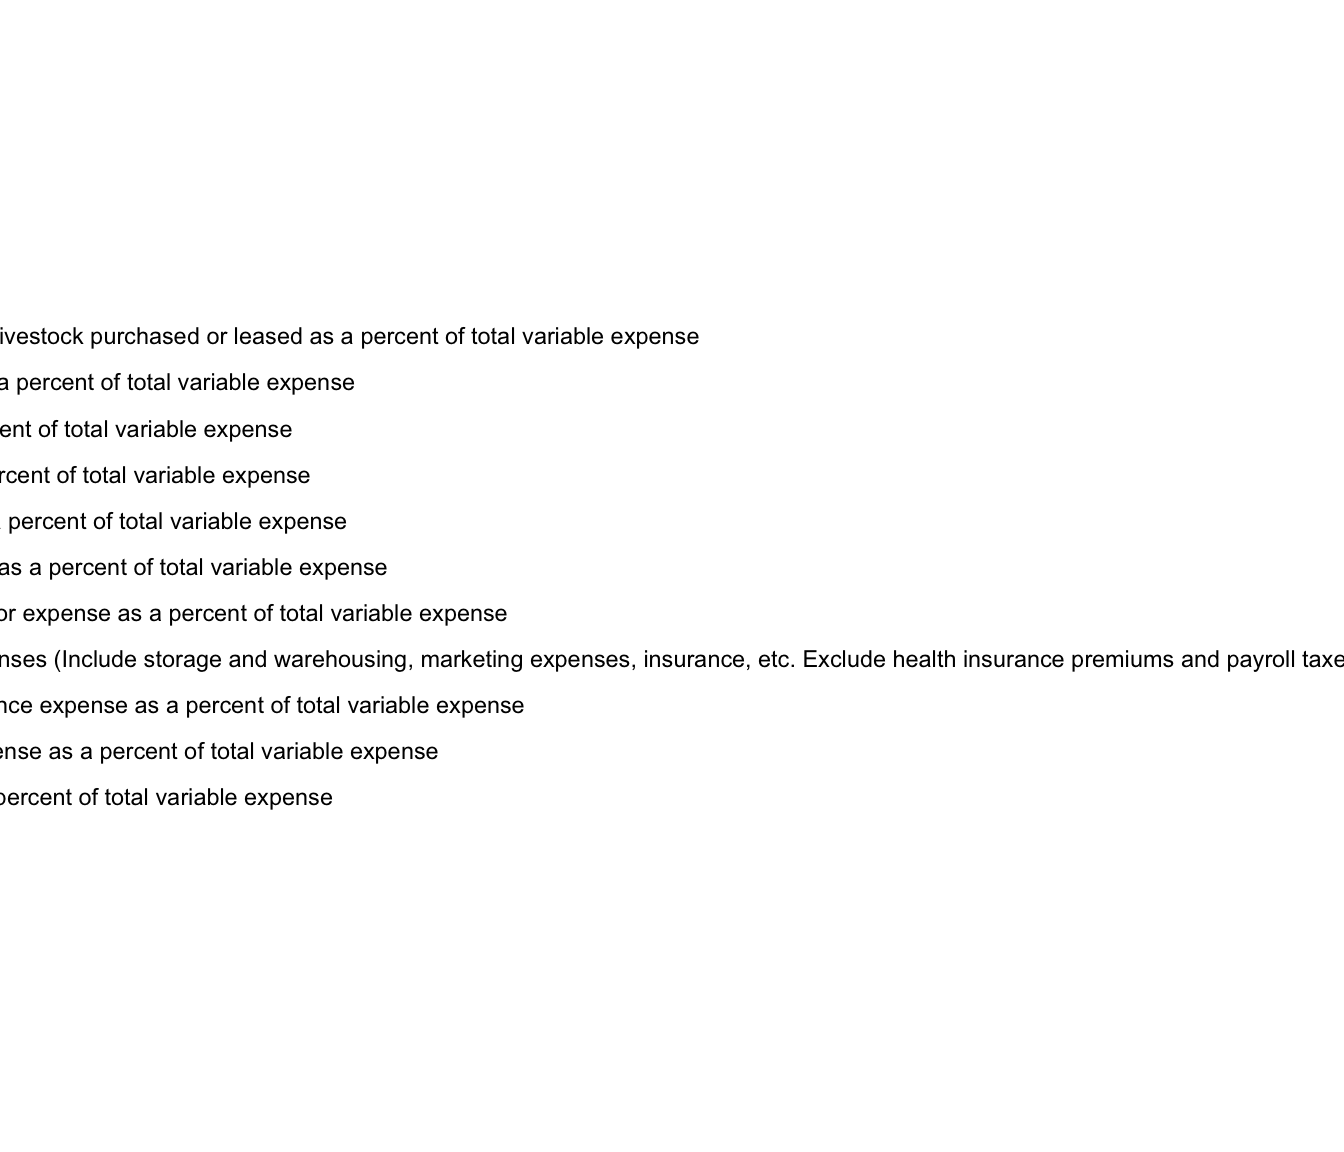 ivestock purchased or leased as a percent of total variable expense
a percent of total variable expense
ent of total variable expense
rcent of total variable expense
percent of total variable expense
as a percent of total variable expense
or expense as a percent of total variable expense
nses (Include storage and warehousing, marketing expenses, insurance, etc. Exclude health insurance premiums and payroll taxe
nce expense as a percent of total variable expense
ense as a percent of total variable expense
percent of total variable expense